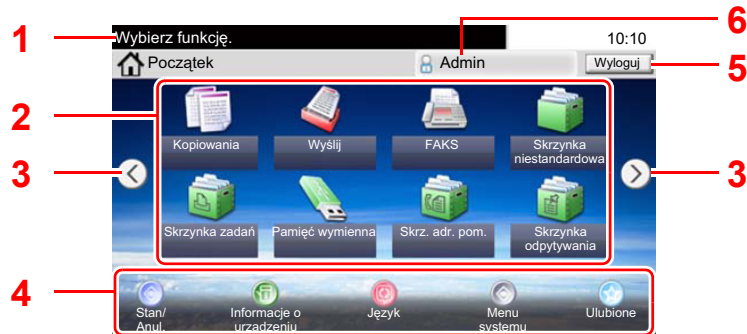 6
1
Wybierz funkcję.
10:10
Początek
Admin
Wyloguj
5
2
Kopiowania
Wyślij
FAKS
Skrzynka
niestandardowa
3
3
Skrzynka zadań
Pamięć wymienna
Skrz. adr. pom.
Skrzynka
odpytywania
4
Stan/
Anul.
Informacje o
urządzeniu
Język
Menu
systemu
Ulubione